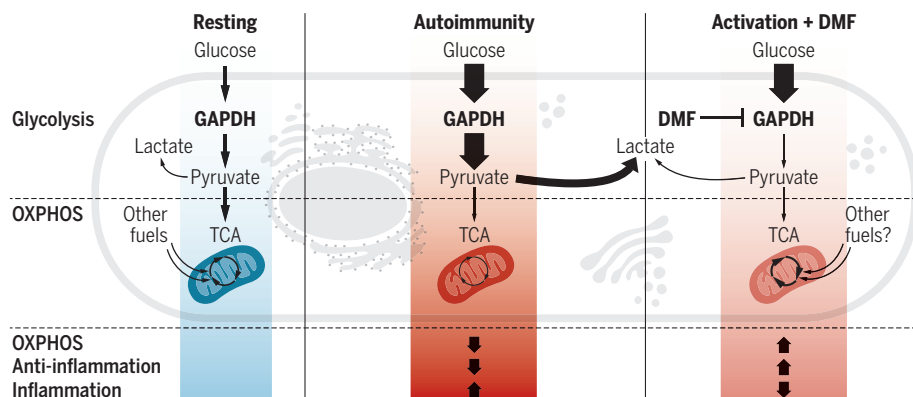 Resting
Autoimmunity
Activation + DMF
Glucose
Glucose
Glucose
Glycolysis
GAPDH
GAPDH
DMF
GAPDH
Lactate
Lactate
Pyruvate
Pyruvate
Pyruvate
OXPHOS
Other
fuels
TCA
TCA
TCA
Other
fuels?
OXPHOS
Anti-inflammation
Inflammation